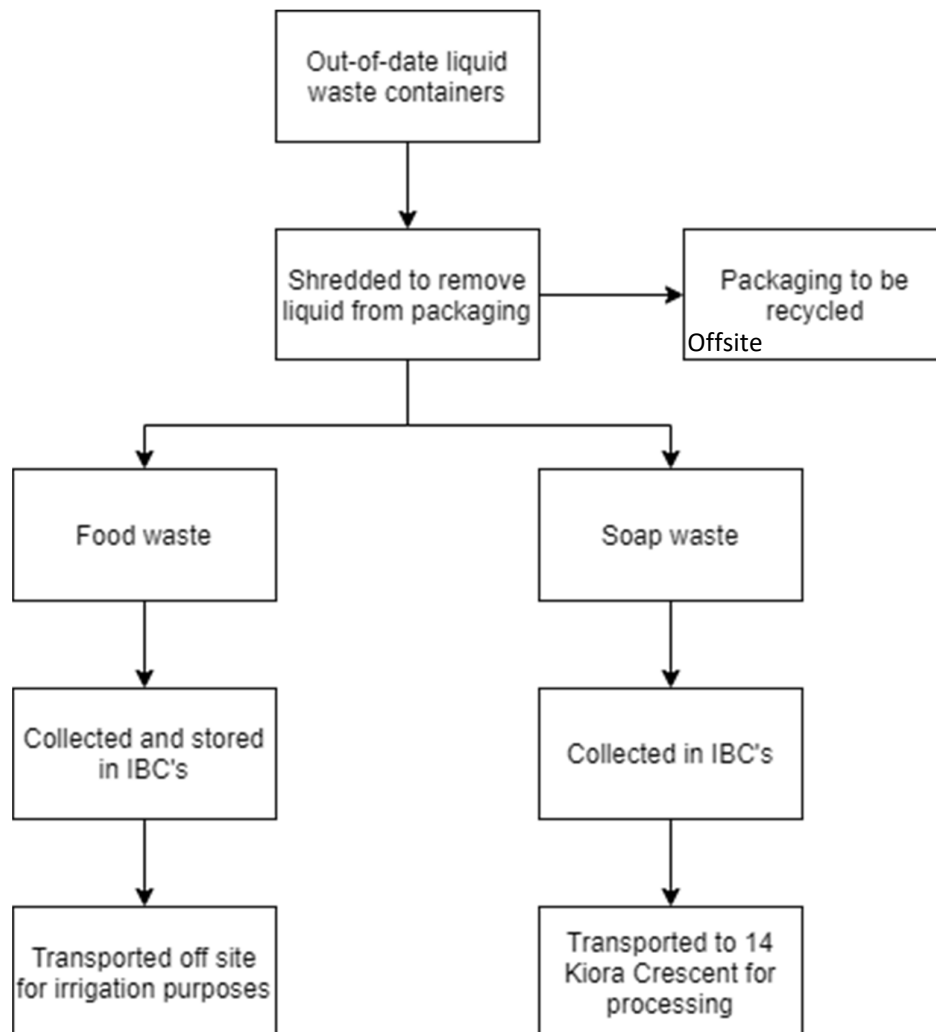 Out-of-date liquid
waste containers
Shredded to remove
liquid from packaging
Packaging to be
recycled
Offsite
Food waste
Soap waste
Collected and stored
in IBC's
Collected in IBC's
Transported off site
for irrigation purposes
Transported to 14
Kiora Crescent for
processing